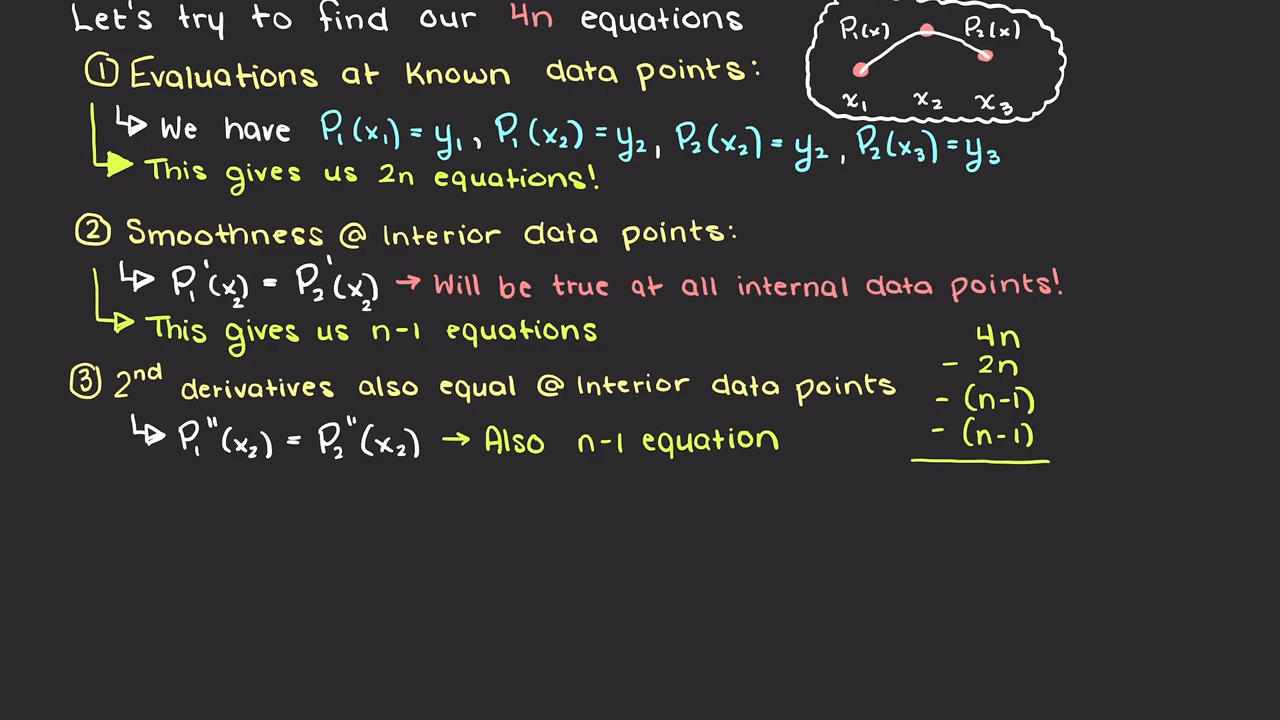 Let's try to find our 4n equations
P₁(x) P₂(x)
① Evaluations at Known data points:
x₁ x₂ x₃
We have P₁(x₁) = y₁, P₁(x₂) = y₂, P₂(x₂) = y₂, P₂(x₃) = y₃
This gives us 2n equations!
② Smoothness @ Interior data points:
P₁'(x₂) = P₂'(x₂) → Will be true at all internal data points!
This gives us n-1 equations
4n
- 2n
③ 2nd derivatives also equal @ Interior data points
- (n-1)
P₁"(x₂) = P₂"(x₂) → Also n-1 equation
- (n-1)